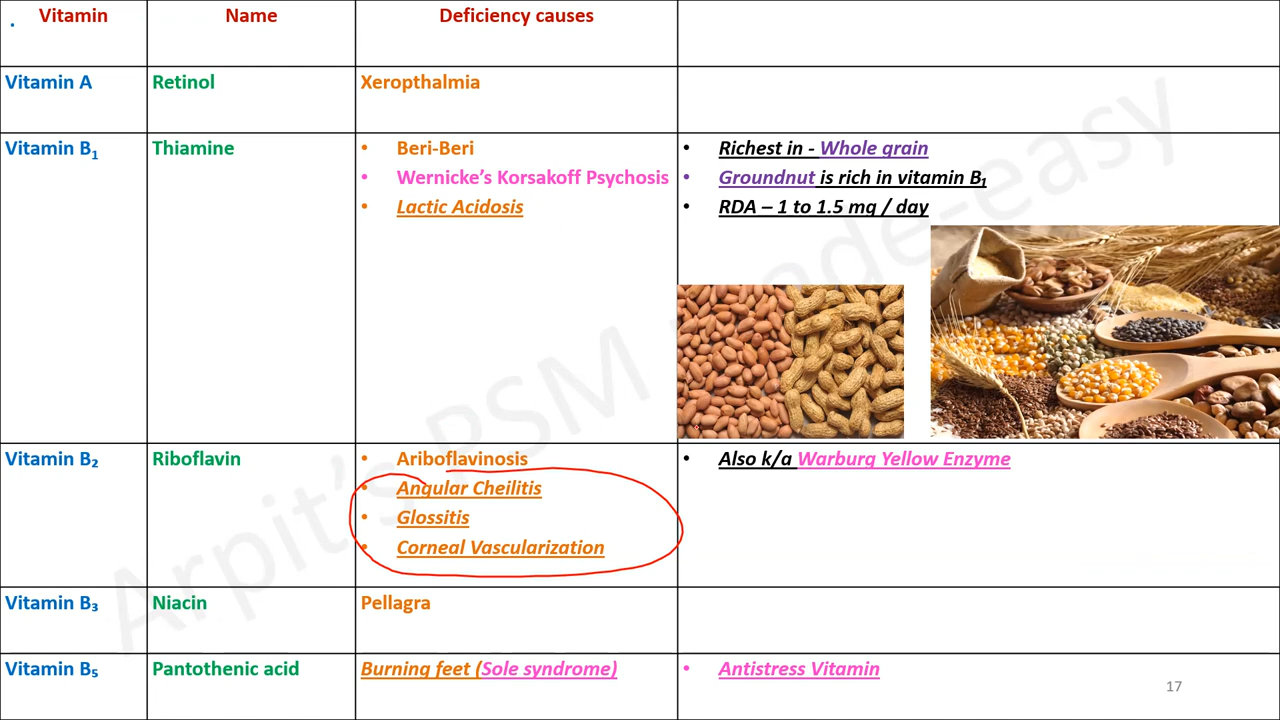 Vitamin Name Deficiency causes
Vitamin A Retinol Xeropthalmia
Vitamin B₁ Thiamine • Beri-Beri • Richest in - Whole grain
• Wernicke’s Korsakoff Psychosis • Groundnut is rich in vitamin B₁
• Lactic Acidosis • RDA – 1 to 1.5 mg / day
Vitamin B₂ Riboflavin • Ariboflavinosis • Also k/a Warburg Yellow Enzyme
• Angular Cheilitis
• Glossitis
• Corneal Vascularization
Vitamin B₃ Niacin Pellagra
Vitamin B₅ Pantothenic acid Burning feet (Sole syndrome) • Antistress Vitamin
17